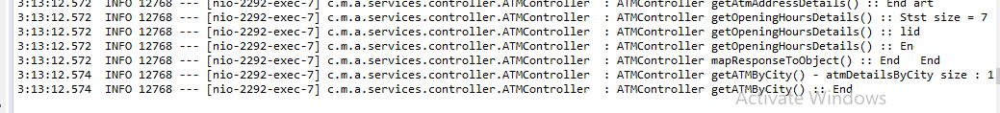 3:13:12.572  INFO 12768 --- [nio-2292-exec-7] c.m.a.services.controller.ATMController  : ATMController getAtmAddressDetails() :: End art
3:13:12.572  INFO 12768 --- [nio-2292-exec-7] c.m.a.services.controller.ATMController  : ATMController getOpeningHoursDetails() :: Stst size = 7
3:13:12.572  INFO 12768 --- [nio-2292-exec-7] c.m.a.services.controller.ATMController  : ATMController getOpeningHoursDetails() :: lid
3:13:12.572  INFO 12768 --- [nio-2292-exec-7] c.m.a.services.controller.ATMController  : ATMController getOpeningHoursDetails() :: En
3:13:12.572  INFO 12768 --- [nio-2292-exec-7] c.m.a.services.controller.ATMController  : ATMController mapResponseToObject() :: End   End
3:13:12.574  INFO 12768 --- [nio-2292-exec-7] c.m.a.services.controller.ATMController  : ATMController getATMByCity() - atmDetailsByCity size : 1
3:13:12.574  INFO 12768 --- [nio-2292-exec-7] c.m.a.services.controller.ATMController  : ATMController getATMByCity() :: End
Activate Windows